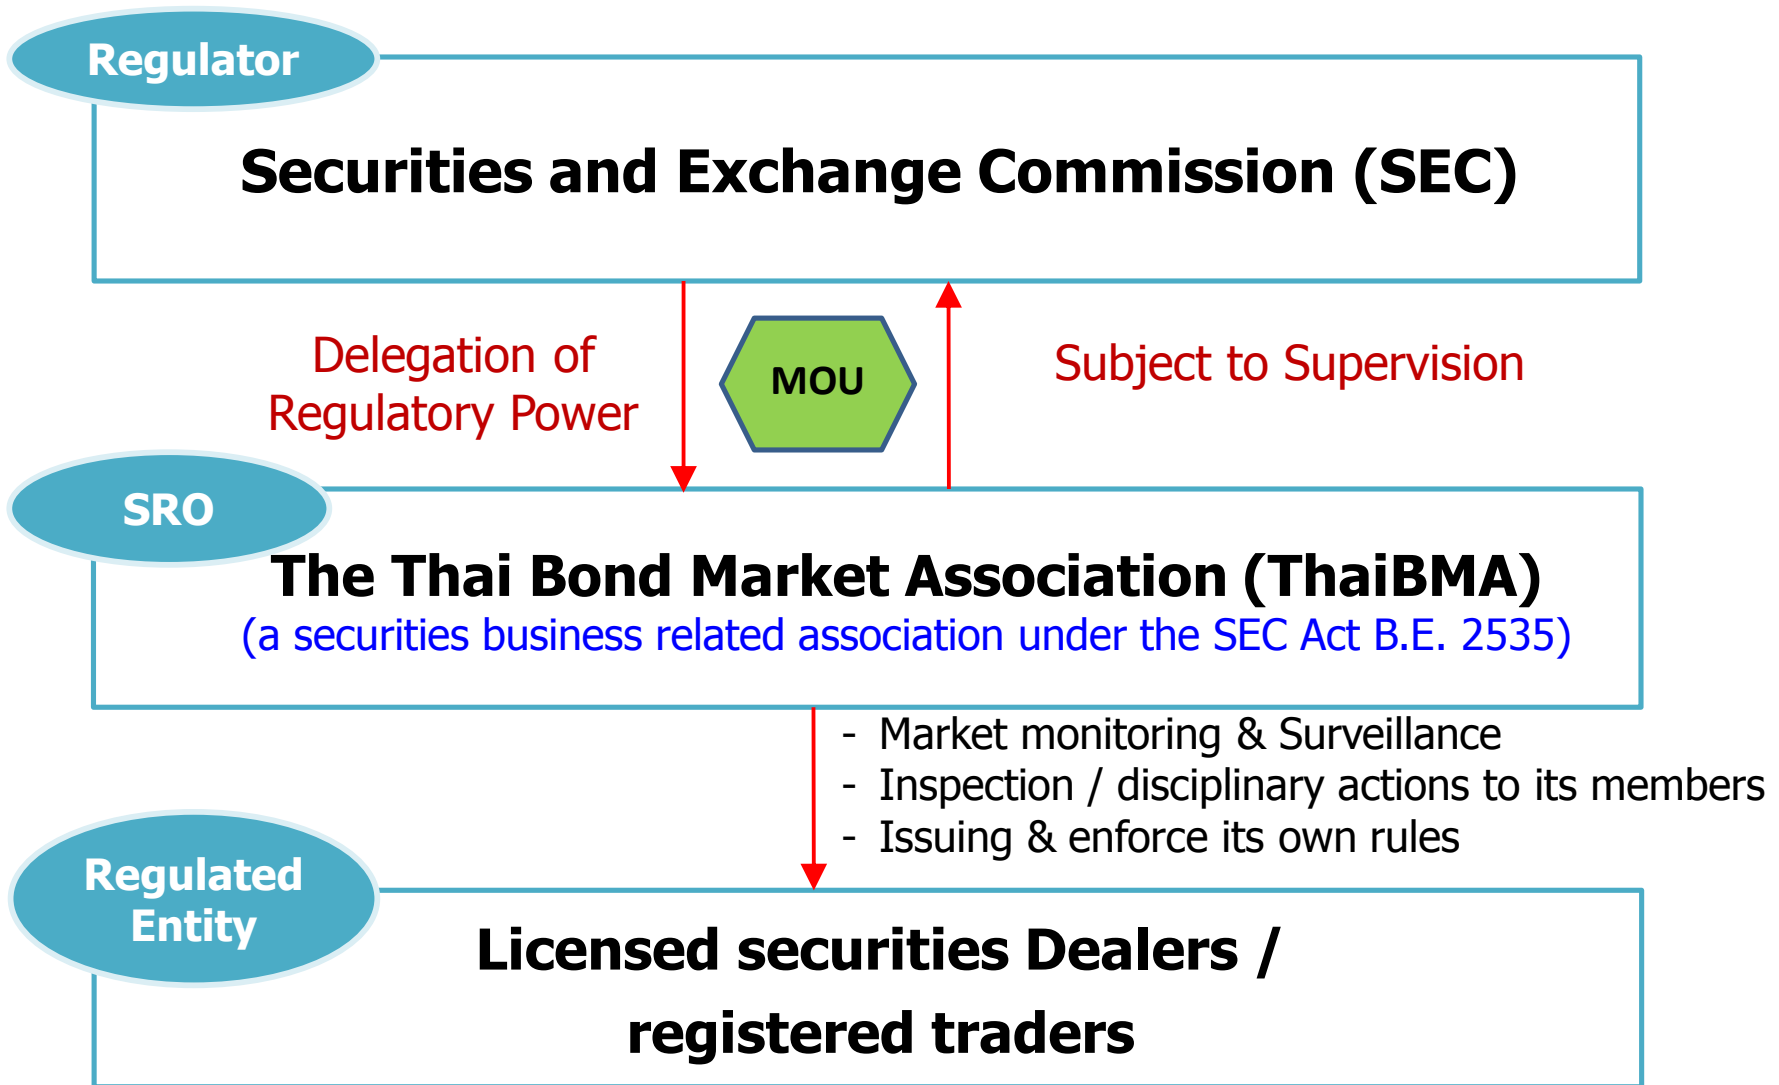 Regulator
Securities and Exchange Commission (SEC)
Delegation of
Regulatory Power
MOU
Subject to Supervision
SRO
The Thai Bond Market Association (ThaiBMA)
(a securities business related association under the SEC Act B.E. 2535)
- Market monitoring & Surveillance
- Inspection / disciplinary actions to its members
- Issuing & enforce its own rules
Regulated
Entity
Licensed securities Dealers /
registered traders